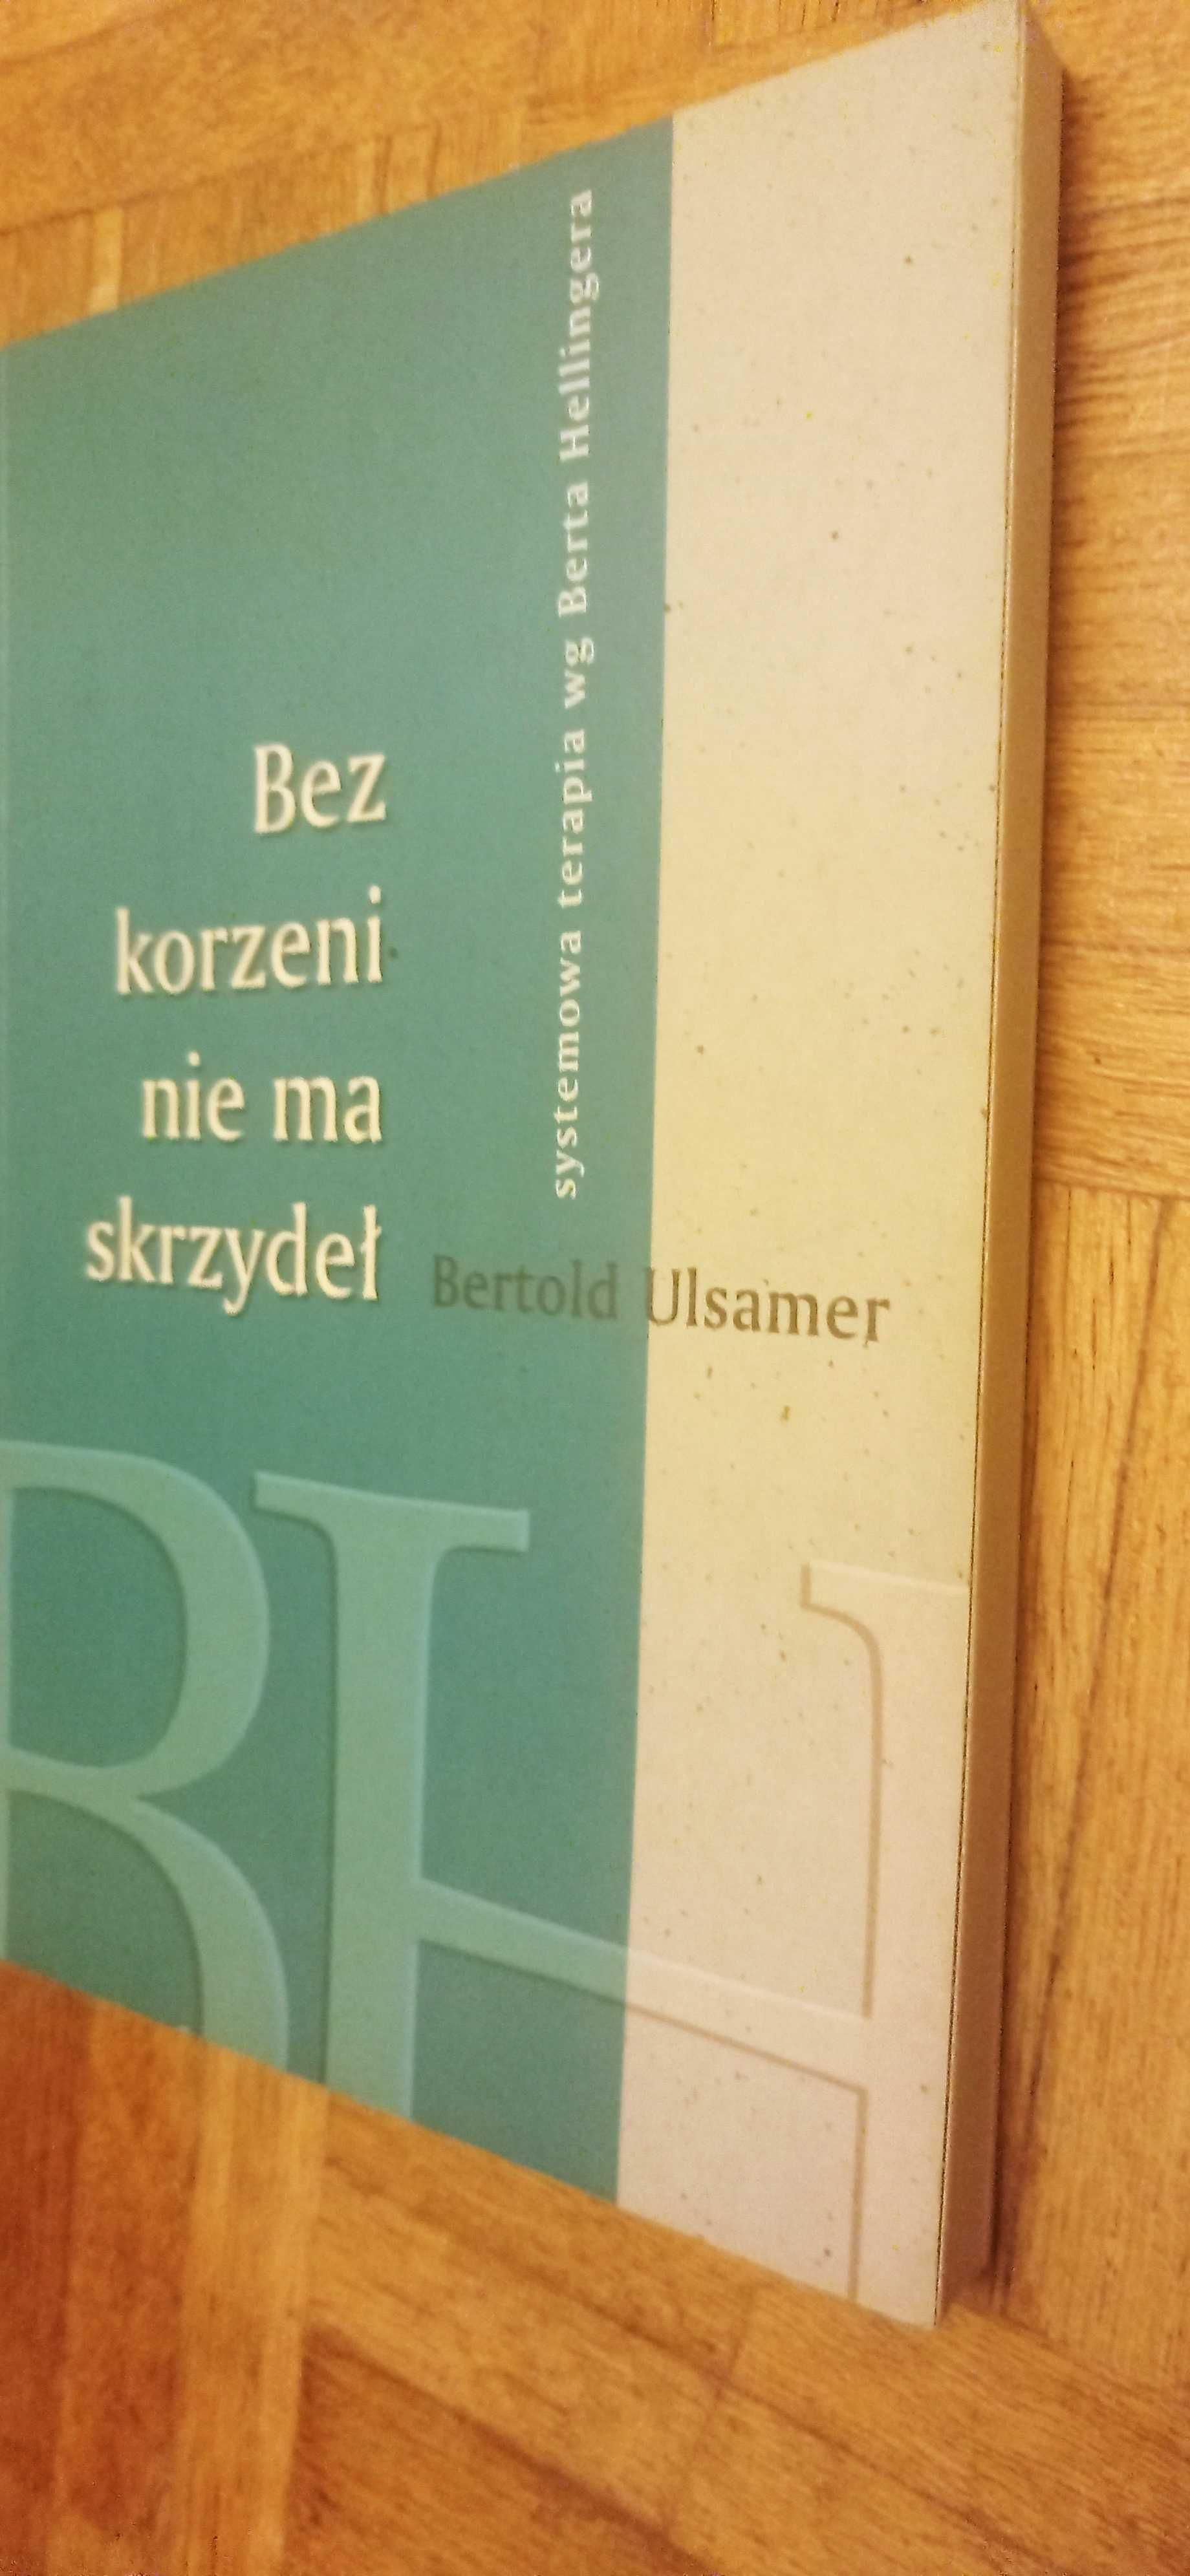 systemowa terapia wg Berta Hellingera
Bez
korzeni
nie ma
skrzydeł
Bertold Ulsamer
BH